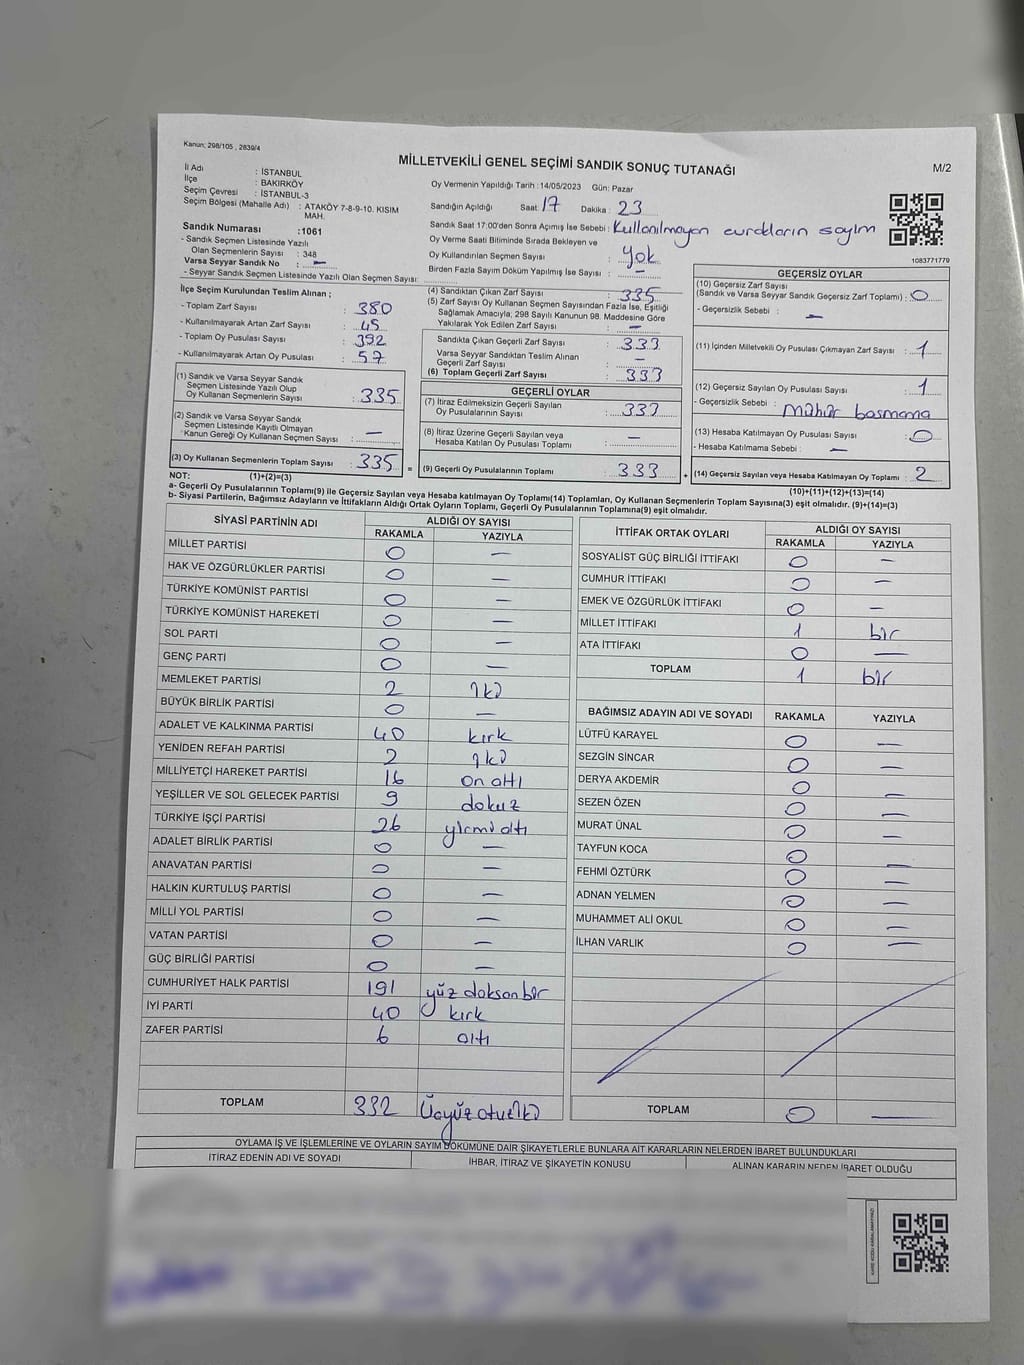 Kanun; 298/105 , 2839/4
MİLLETVEKİLİ GENEL SEÇİMİ SANDIK SONUÇ TUTANAĞI
M/2
İl Adı : İSTANBUL
İlçe : BAKIRKÖY
Seçim Çevresi : İSTANBUL-3
Seçim Bölgesi (Mahalle Adı) : ATAKÖY 7-8-9-10. KISIM MAH.
Sandık Numarası : 1061
- Sandık Seçmen Listesinde Yazılı
Olan Seçmenlerin Sayısı : 348
Varsa Seyyar Sandık No : —
- Seyyar Sandık Seçmen Listesinde Yazılı Olan Seçmen Sayısı:
Oy Vermenin Yapıldığı Tarih : 14/05/2023 Gün: Pazar
Sandığın Açıldığı Saat: 17 Dakika : 23
Sandık Saat 17:00'den Sonra Açımış İse Sebebi : Kullanılmayan evrakların sayım
Oy Verme Saati Bitiminde Sırada Bekleyen ve
Oy Kullandırılan Seçmen Sayısı : Yok
Birden Fazla Sayım Döküm Yapılmış İse Sayısı : —
1083771779
İlçe Seçim Kurulundan Teslim Alınan ;
- Toplam Zarf Sayısı : 380
- Kullanılmayarak Artan Zarf Sayısı : 45
- Toplam Oy Pusulası Sayısı : 392
- Kullanılmayarak Artan Oy Pusulası : 57
(1) Sandık ve Varsa Seyyar Sandık
Seçmen Listesinde Yazılı Olup
Oy Kullanan Seçmenlerin Sayısı : 335
(2) Sandık ve Varsa Seyyar Sandık
Seçmen Listesinde Kayıtlı Olmayan
Kanun Gereği Oy Kullanan Seçmen Sayısı : —
(3) Oy Kullanan Seçmenlerin Toplam Sayısı : 335 =
(4) Sandıktan Çıkan Zarf Sayısı : 335
(5) Zarf Sayısı Oy Kullanan Seçmen Sayısından Fazla İse, Eşitliği
Sağlamak Amacıyla; 298 Sayılı Kanunun 98. Maddesine Göre
Yakılarak Yok Edilen Zarf Sayısı : —
Sandıkta Çıkan Geçerli Zarf Sayısı : 333
Varsa Seyyar Sandıktan Teslim Alınan
Geçerli Zarf Sayısı : —
(6) Toplam Geçerli Zarf Sayısı : 333
GEÇERLİ OYLAR
(7) İtiraz Edilmeksizin Geçerli Sayılan
Oy Pusulalarının Sayısı : 333
(8) İtiraz Üzerine Geçerli Sayılan veya
Hesaba Katılan Oy Pusulası Toplamı : —
(9) Geçerli Oy Pusulalarının Toplamı : 333 +
GEÇERSİZ OYLAR
(10) Geçersiz Zarf Sayısı
(Sandık ve Varsa Seyyar Sandık Geçersiz Zarf Toplamı) : 0
- Geçersizlik Sebebi : —
(11) İçinden Milletvekili Oy Pusulası Çıkmayan Zarf Sayısı : 1
(12) Geçersiz Sayılan Oy Pusulası Sayısı : 1
- Geçersizlik Sebebi : Mühür basmama
(13) Hesaba Katılmayan Oy Pusulası Sayısı : 0
- Hesaba Katılmama Sebebi : —
(14) Geçersiz Sayılan veya Hesaba Katılmayan Oy Toplamı : 2
NOT: (1)+(2)=(3)
(10)+(11)+(12)+(13)=(14)
a- Geçerli Oy Pusulalarının Toplamı(9) ile Geçersiz Sayılan veya Hesaba katılmayan Oy Toplamı(14) Toplamları, Oy Kullanan Seçmenlerin Toplam Sayısına(3) eşit olmalıdır. (9)+(14)=(3)
b- Siyasi Partilerin, Bağımsız Adayların ve İttifakların Aldığı Ortak Oyların Toplamı, Geçerli Oy Pusulalarının Toplamına(9) eşit olmalıdır.
SİYASİ PARTİNİN ADI ALDIĞI OY SAYISI
RAKAMLA YAZIYLA
MİLLET PARTİSİ 0 —
HAK VE ÖZGÜRLÜKLER PARTİSİ 0 —
TÜRKİYE KOMÜNİST PARTİSİ 0 —
TÜRKİYE KOMÜNİST HAREKETİ 0 —
SOL PARTİ 0 —
GENÇ PARTİ 0 —
MEMLEKET PARTİSİ 2 iki
BÜYÜK BİRLİK PARTİSİ 0 —
ADALET VE KALKINMA PARTİSİ 40 kırk
YENİDEN REFAH PARTİSİ 2 iki
MİLLİYETÇİ HAREKET PARTİSİ 16 on altı
YEŞİLLER VE SOL GELECEK PARTİSİ 9 dokuz
TÜRKİYE İŞÇİ PARTİSİ 26 yirmi altı
ADALET BİRLİK PARTİSİ 0 —
ANAVATAN PARTİSİ 0 —
HALKIN KURTULUŞ PARTİSİ 0 —
MİLLİ YOL PARTİSİ 0 —
VATAN PARTİSİ 0 —
GÜÇ BİRLİĞİ PARTİSİ 0 —
CUMHURİYET HALK PARTİSİ 191 yüz doksan bir
İYİ PARTİ 40 kırk
ZAFER PARTİSİ 6 altı
TOPLAM 332 Üçyüz otuz iki
İTTİFAK ORTAK OYLARI ALDIĞI OY SAYISI
RAKAMLA YAZIYLA
SOSYALİST GÜÇ BİRLİĞİ İTTİFAKI 0 —
CUMHUR İTTİFAKI 0 —
EMEK VE ÖZGÜRLÜK İTTİFAKI 0 —
MİLLET İTTİFAKI 1 bir
ATA İTTİFAKI 0 —
TOPLAM 1 bir
BAĞIMSIZ ADAYIN ADI VE SOYADI RAKAMLA YAZIYLA
LÜTFÜ KARAYEL 0 —
SEZGİN SİNCAR 0 —
DERYA AKDEMİR 0 —
SEZEN ÖZEN 0 —
MURAT ÜNAL 0 —
TAYFUN KOCA 0 —
FEHMİ ÖZTÜRK 0 —
ADNAN YELMEN 0 —
MUHAMMET ALİ OKUL 0 —
İLHAN VARLIK 0 —
TOPLAM 0 —
OYLAMA İŞ VE İŞLEMLERİNE VE OYLARIN SAYIM DÖKÜMÜNE DAİR ŞİKAYETLERLE BUNLARA AİT KARARLARIN NELERDEN İBARET BULUNDUKLARI
İTİRAZ EDENİN ADI VE SOYADI İHBAR, İTİRAZ VE ŞİKAYETİN KONUSU ALINAN KARARIN NEDEN İBARET OLDUĞU
KARE KODU KARALAMAYINIZ!